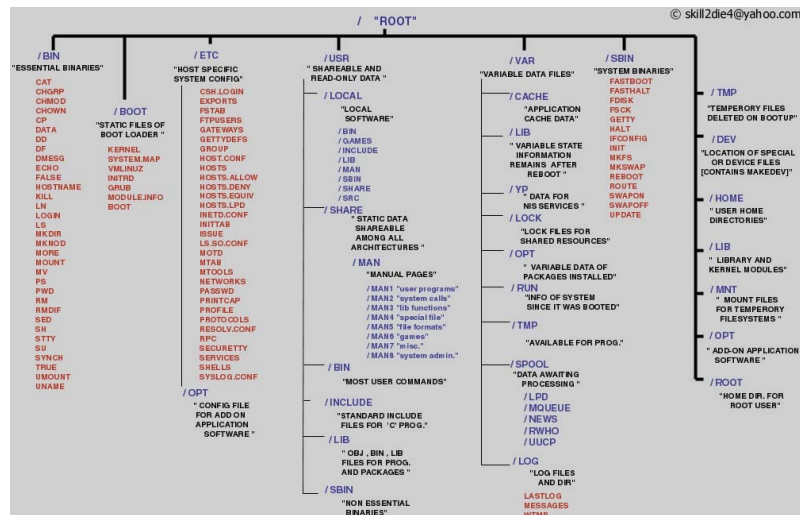 © skill2die4@yahoo.com
/ "ROOT"
/BIN
"ESSENTIAL BINARIES"
CAT
CHGRP
CHMOD
CHOWN
CP
DATA
DD
DF
DMESG
ECHO
FALSE
HOSTNAME
KILL
LN
LOGIN
LS
MKDIR
MKNOD
MORE
MOUNT
MV
PS
PWD
RM
RMDIF
SED
SH
STTY
SU
SYNCH
TRUE
UMOUNT
UNAME
/BOOT
"STATIC FILES OF
BOOT LOADER "
KERNEL
SYSTEM.MAP
VMLINUZ
INITRD
GRUB
MODULE.INFO
BOOT
/ETC
"HOST SPECIFIC
SYSTEM CONFIG"
CSH.LOGIN
EXPORTS
FSTAB
FTPUSERS
GATEWAYS
GETTYDEFS
GROUP
HOST.CONF
HOSTS
HOSTS.ALLOW
HOSTS.DENY
HOSTS.EQUIV
HOSTS.LPD
INETD.CONF
INITTAB
ISSUE
LS.SO.CONF
MOTD
MTAB
MTOOLS
NETWORKS
PASSWD
PRINTCAP
PROFILE
PROTOCOLS
RESOLV.CONF
RPC
SECURETTY
SERVICES
SHELLS
SYSLOG.CONF
/OPT
"CONFIG FILE
FOR ADD ON
APPLICATION
SOFTWARE "
/USR
" SHAREABLE AND
READ-ONLY DATA "
/LOCAL
"LOCAL
SOFTWARE"
/BIN
/GAMES
/INCLUDE
/LIB
/MAN
/SBIN
/SHARE
/SRC
/SHARE
" STATIC DATA
SHAREABLE
AMONG ALL
ARCHITECTURES "
/MAN
"MANUAL PAGES"
/MAN1 "user programs"
/MAN2 "system calls"
/MAN3 "lib functions"
/MAN4 "special file"
/MAN5 "file formats"
/MAN6 "games"
/MAN7 "misc."
/MAN8 "system admin."
/BIN
"MOST USER COMMANDS"
/INCLUDE
"STANDARD INCLUDE
FILES FOR 'C' PROG."
/LIB
" OBJ , BIN , LIB
FILES FOR PROG.
AND PACKAGES "
/SBIN
"NON ESSENTIAL
BINARIES"
/VAR
"VARIABLE DATA FILES"
/CACHE
"APPLICATION
CACHE DATA"
/LIB
" VARIABLE STATE
INFORMATION
REMAINS AFTER
REBOOT "
/YP
" DATA FOR
NIS SERVICES "
/LOCK
"LOCK FILES FOR
SHARED RESOURCES"
/OPT
" VARIABLE DATA OF
PACKAGES INSTALLED"
/RUN
"INFO OF SYSTEM
SINCE IT WAS BOOTED"
/TMP
"AVAILABLE FOR PROG."
/SPOOL
"DATA AWAITING
PROCESSING "
/LPD
/MQUEUE
/NEWS
/RWHO
/UUCP
/LOG
"LOG FILES
AND DIR"
LASTLOG
MESSAGES
WTMP
/SBIN
"SYSTEM BINARIES"
FASTBOOT
FASTHALT
FDISK
FSCK
GETTY
HALT
IFCONFIG
INIT
MKFS
MKSWAP
REBOOT
ROUTE
SWAPON
SWAPOFF
UPDATE
/TMP
"TEMPERORY FILES
DELETED ON BOOTUP"
/DEV
"LOCATION OF SPECIAL
OR DEVICE FILES
[CONTAINS MAKEDEV]"
/HOME
" USER HOME
DIRECTORIES"
/LIB
" LIBRARY AND
KERNEL MODULES"
/MNT
" MOUNT FILES
FOR TEMPERORY
FILESYSTEMS "
/OPT
"ADD-ON APPLICATION
SOFTWARE "
/ROOT
"HOME DIR. FOR
ROOT USER"